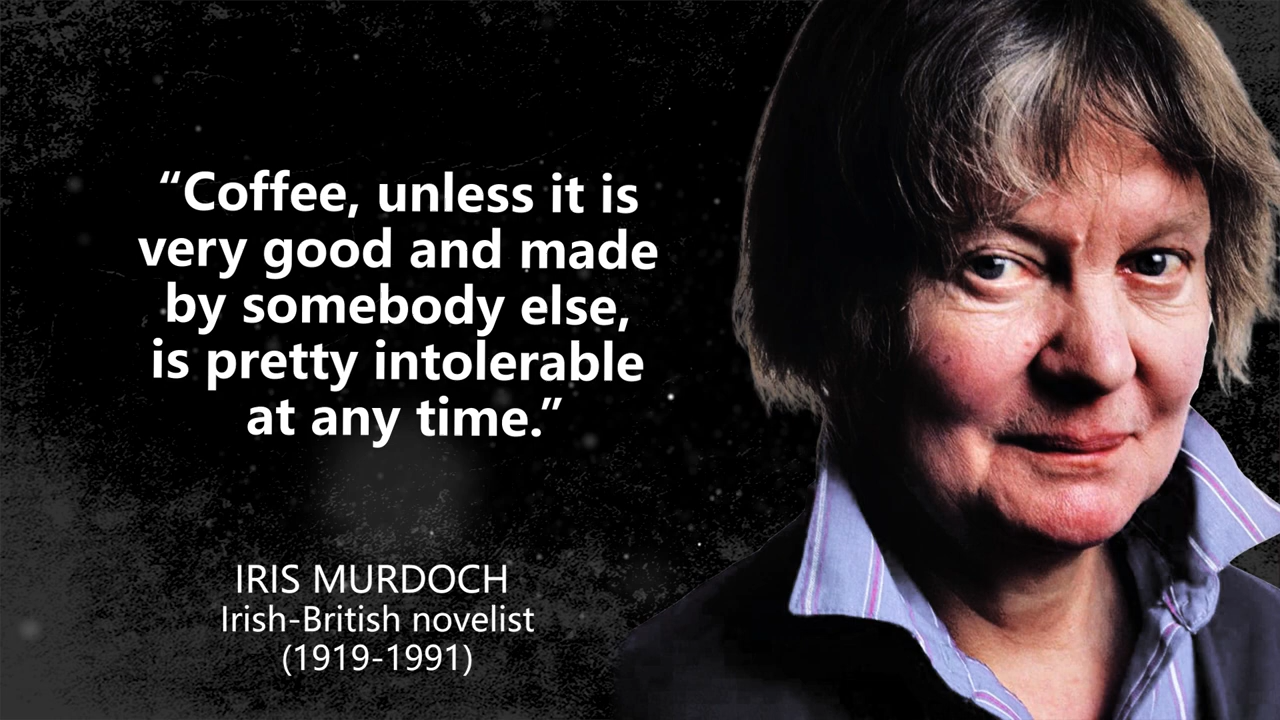 “Coffee, unless it is
very good and made
by somebody else,
is pretty intolerable
at any time.”
IRIS MURDOCH
Irish-British novelist
(1919-1991)